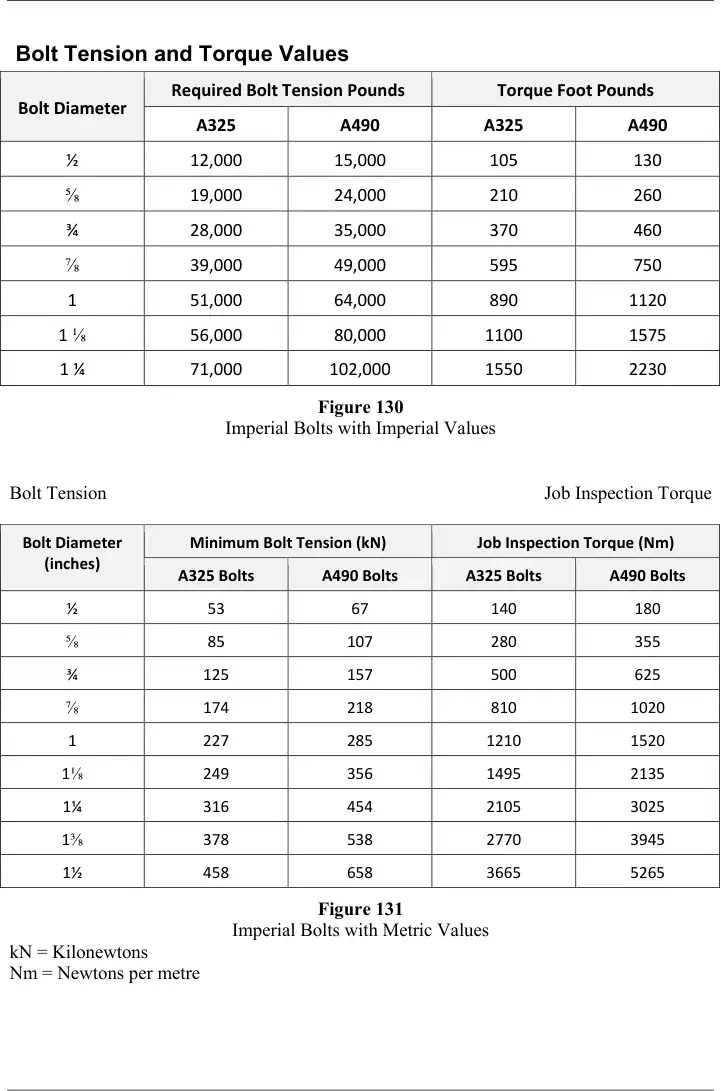 Bolt Tension and Torque Values
Bolt Diameter Required Bolt Tension Pounds Torque Foot Pounds
A325 A490 A325 A490
½ 12,000 15,000 105 130
⅝ 19,000 24,000 210 260
¾ 28,000 35,000 370 460
⅞ 39,000 49,000 595 750
1 51,000 64,000 890 1120
1 ⅛ 56,000 80,000 1100 1575
1 ¼ 71,000 102,000 1550 2230
Figure 130
Imperial Bolts with Imperial Values
Bolt Tension Job Inspection Torque
Bolt Diameter (inches) Minimum Bolt Tension (kN) Job Inspection Torque (Nm)
A325 Bolts A490 Bolts A325 Bolts A490 Bolts
½ 53 67 140 180
⅝ 85 107 280 355
¾ 125 157 500 625
⅞ 174 218 810 1020
1 227 285 1210 1520
1⅛ 249 356 1495 2135
1¼ 316 454 2105 3025
1⅜ 378 538 2770 3945
1½ 458 658 3665 5265
Figure 131
Imperial Bolts with Metric Values
kN = Kilonewtons
Nm = Newtons per metre